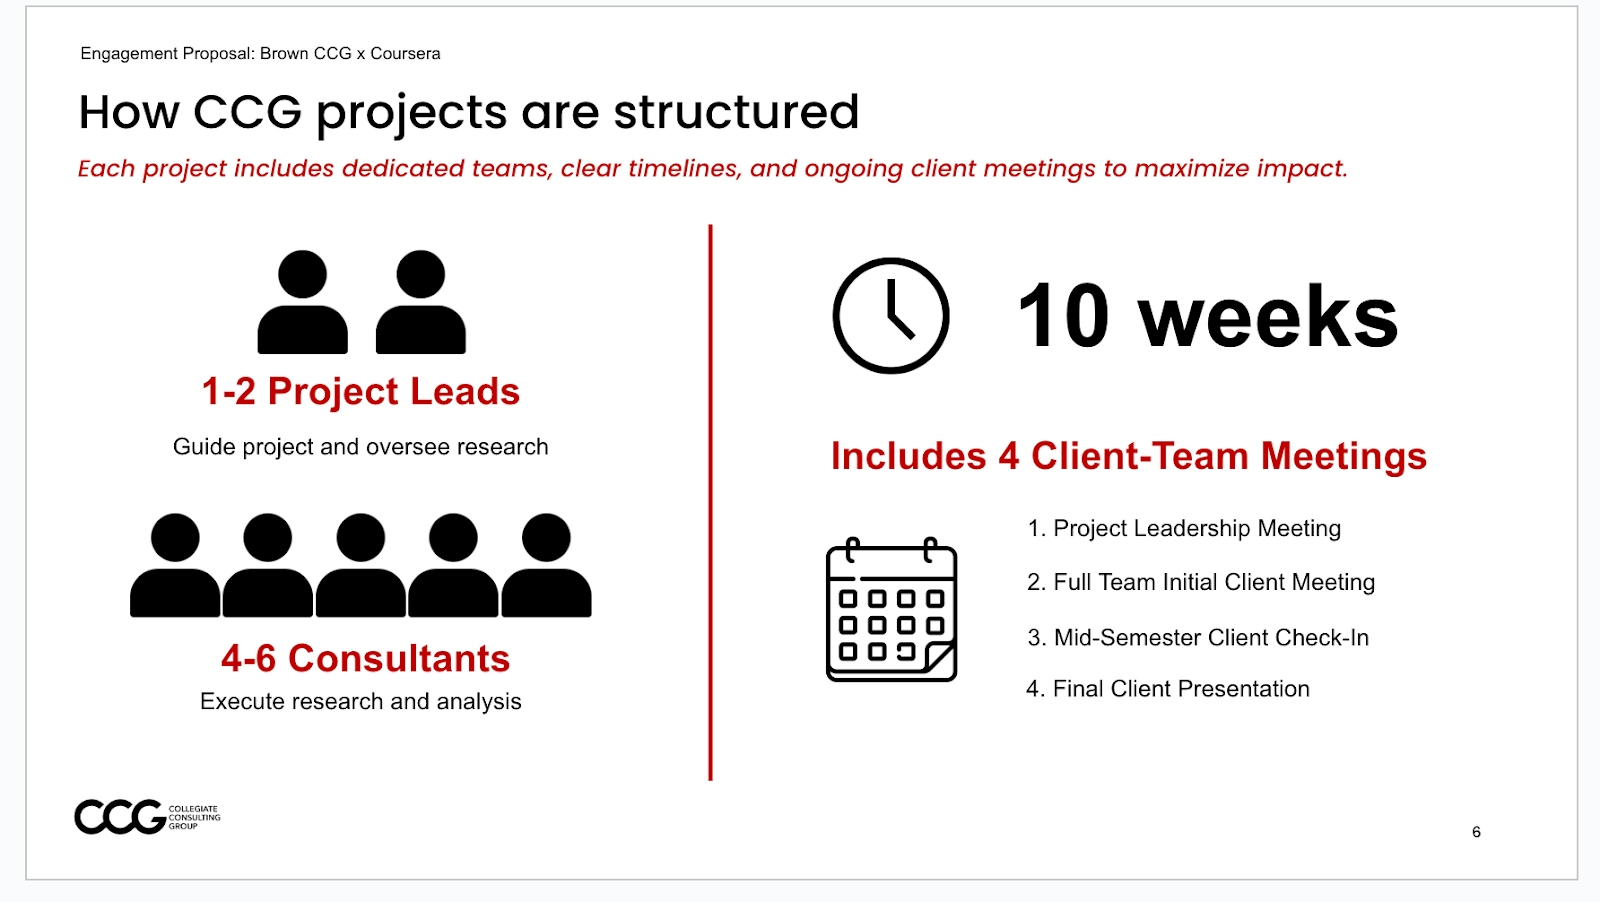 Engagement Proposal: Brown CCG x Coursera
How CCG projects are structured
Each project includes dedicated teams, clear timelines, and ongoing client meetings to maximize impact.
1-2 Project Leads
Guide project and oversee research
4-6 Consultants
Execute research and analysis
10 weeks
Includes 4 Client-Team Meetings
1. Project Leadership Meeting
2. Full Team Initial Client Meeting
3. Mid-Semester Client Check-In
4. Final Client Presentation
CCG
COLLEGIATE
CONSULTING
GROUP
6